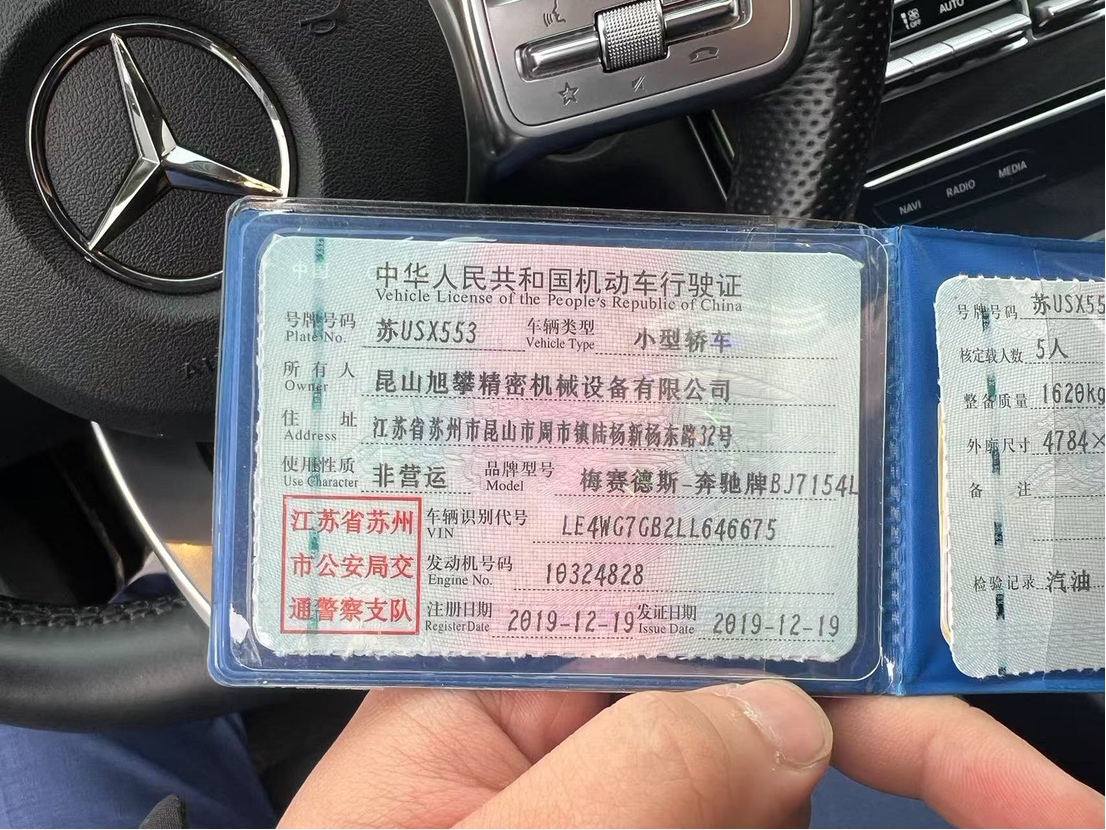 AUTO
NAVI RADIO MEDIA
中华人民共和国机动车行驶证
Vehicle License of the People's Republic of China
号牌号码 苏USX553 车辆类型 小型轿车
Plate No. Vehicle Type
所有人 昆山旭攀精密机械设备有限公司
Owner
住址 江苏省苏州市昆山市周市镇陆杨新杨东路32号
Address
使用性质 非营运 品牌型号 梅赛德斯-奔驰牌BJ7154L
Use Character Model
江苏省苏州
市公安局交
通警察支队
车辆识别代号 LE4WG7GB2LL646675
VIN
发动机号码 10324828
Engine No.
注册日期 2019-12-19 发证日期 2019-12-19
Register Date Issue Date
号牌号码 苏USX55
核定载人数 5人
整备质量 1620kg
外廓尺寸 4784×
备注
检验记录 汽油